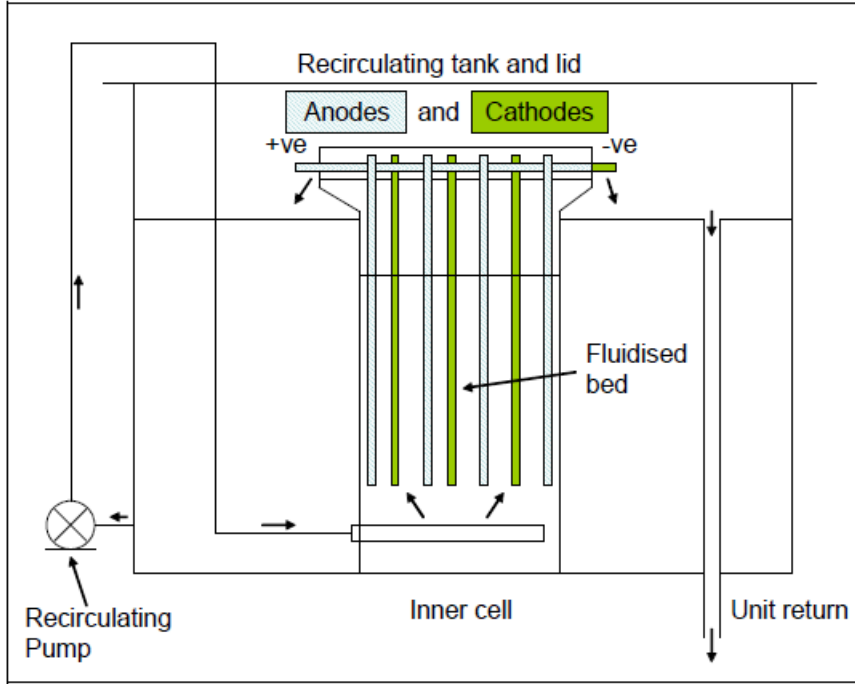 Recirculating tank and lid
Anodes and Cathodes
+ve -ve
Fluidised
bed
Recirculating
Pump
Inner cell
Unit return